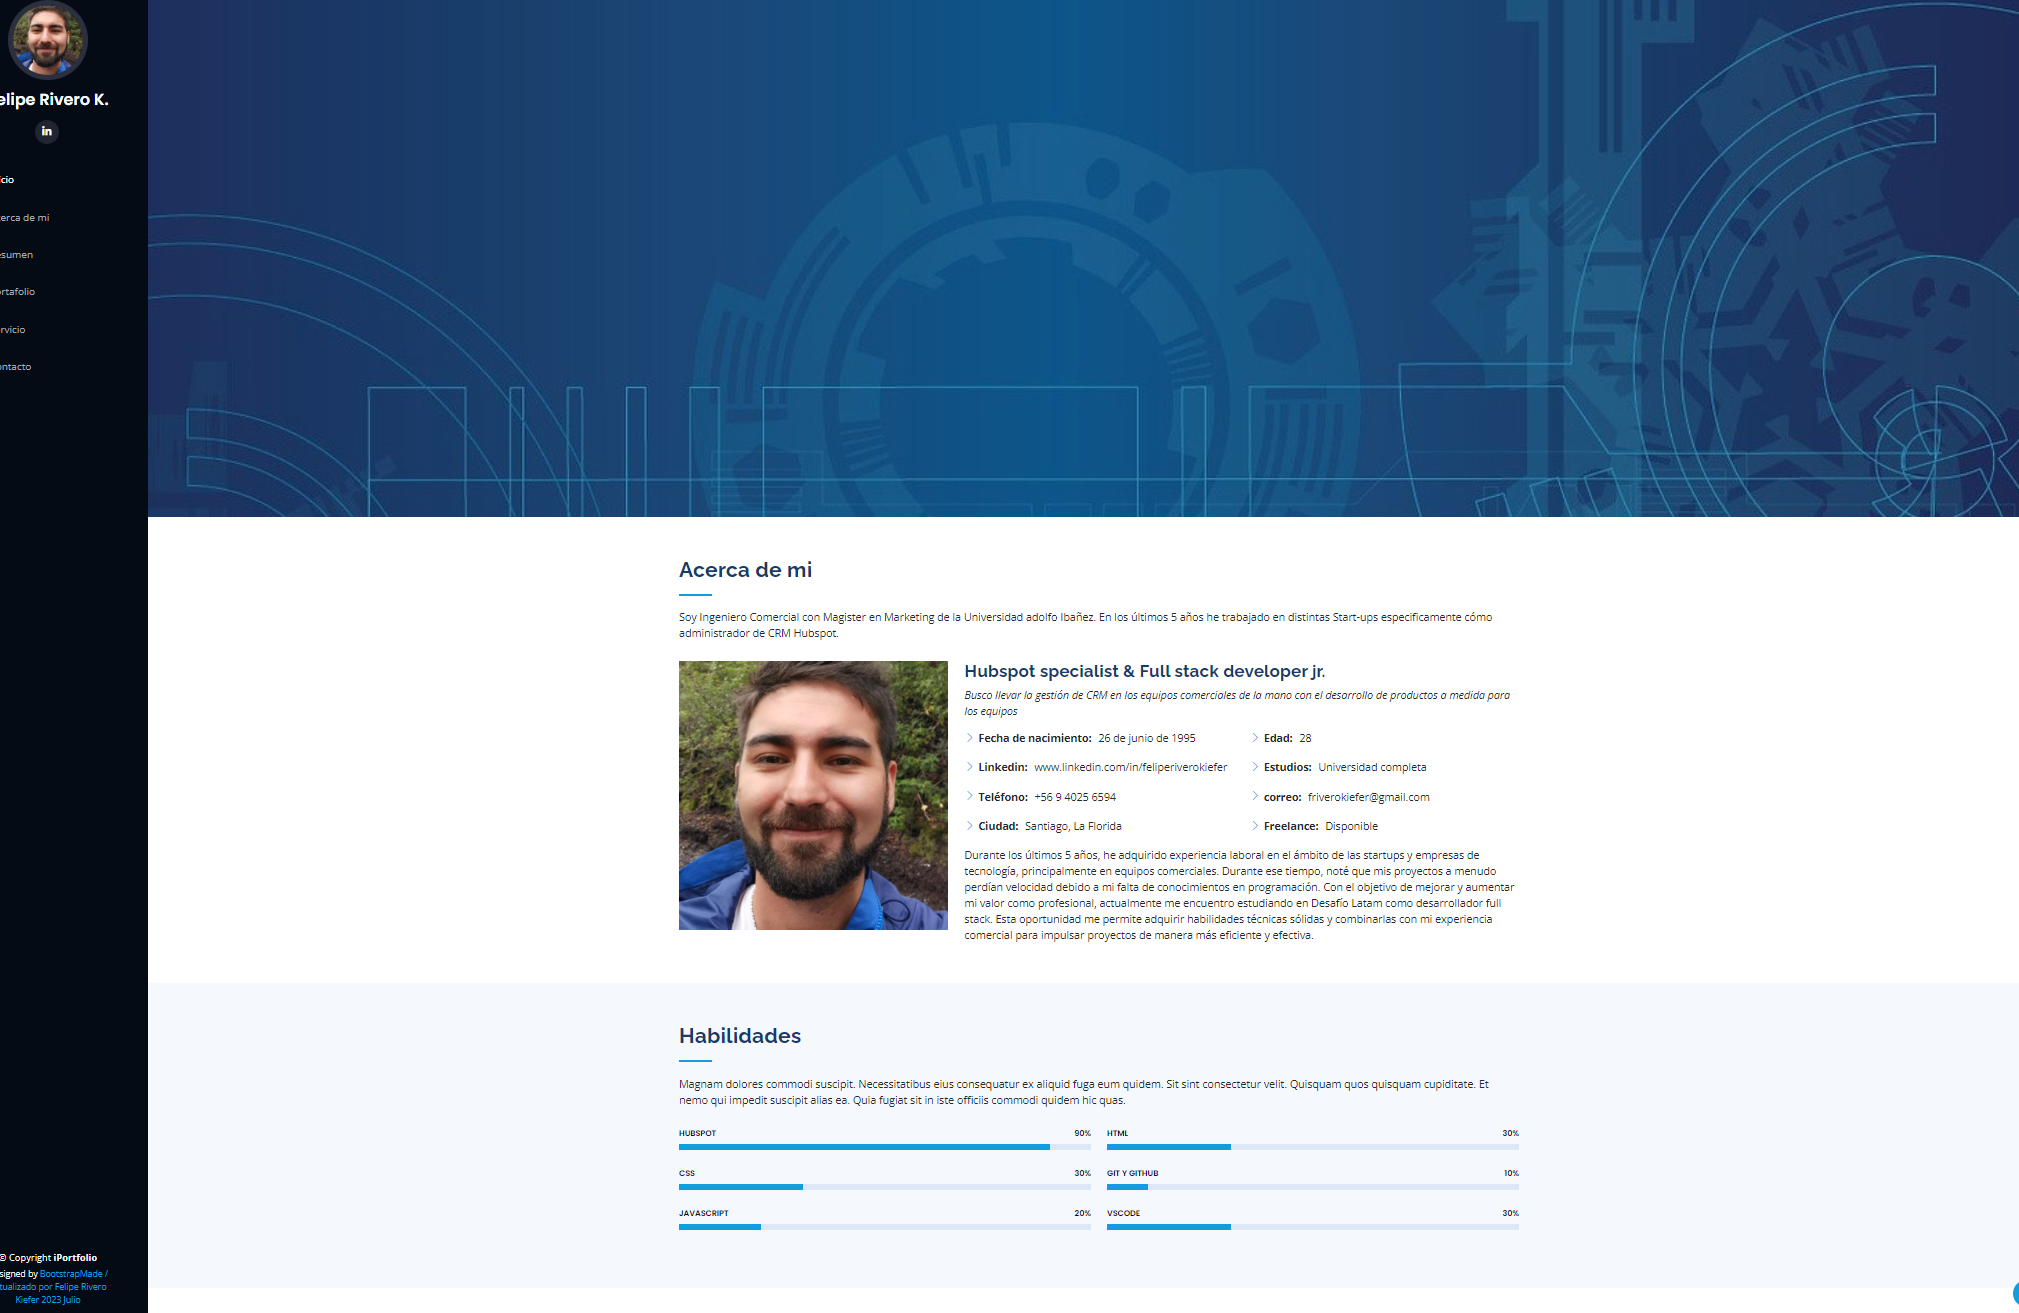 elipe Rivero K.
in
cio
erca de mi
esumen
rtafolio
rvicio
ontacto
Acerca de mi
Soy Ingeniero Comercial con Magister en Marketing de la Universidad adolfo Ibañez. En los últimos 5 años he trabajado en distintas Start-ups especificamente cómo
administrador de CRM Hubspot.
Hubspot specialist & Full stack developer jr.
Busco llevar la gestión de CRM en los equipos comerciales de la mano con el desarrollo de productos a medida para
los equipos
Fecha de nacimiento: 26 de junio de 1995
Edad: 28
Linkedin: www.linkedin.com/in/feliperiverokiefer
Estudios: Universidad completa
Teléfono: +56 9 4025 6594
correo: friverokiefer@gmail.com
Ciudad: Santiago, La Florida
Freelance: Disponible
Durante los últimos 5 años, he adquirido experiencia laboral en el ámbito de las startups y empresas de
tecnología, principalmente en equipos comerciales. Durante ese tiempo, noté que mis proyectos a menudo
perdían velocidad debido a mi falta de conocimientos en programación. Con el objetivo de mejorar y aumentar
mi valor como profesional, actualmente me encuentro estudiando en Desafío Latam como desarrollador full
stack. Esta oportunidad me permite adquirir habilidades técnicas sólidas y combinarlas con mi experiencia
comercial para impulsar proyectos de manera más eficiente y efectiva.
Habilidades
Magnam dolores commodi suscipit. Necessitatibus eius consequatur ex aliquid fuga eum quidem. Sit sint consectetur velit. Quisquam quos quisquam cupiditate. Et
nemo qui impedit suscipit alias ea. Quia fugiat sit in iste officiis commodi quidem hic quas.
HUBSPOT 90%
HTML 30%
CSS 30%
GIT Y GITHUB 10%
JAVASCRIPT 20%
VSCODE 30%
© Copyright iPortfolio
signed by BootstrapMade /
tualizado por Felipe Rivero
Kiefer 2023 Julio